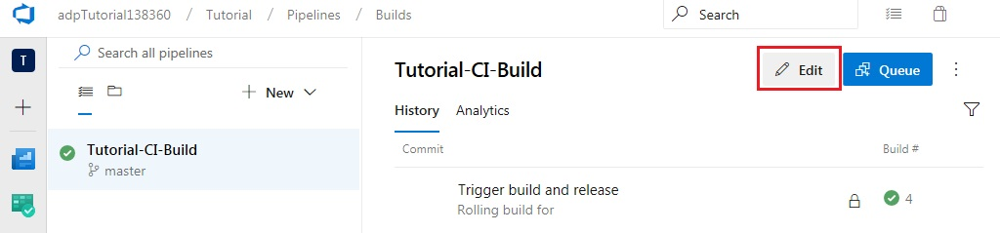 adpTutorial138360 / Tutorial / Pipelines / Builds
Search
T
Search all pipelines
New
Tutorial-CI-Build
master
Tutorial-CI-Build
Edit
Queue
History
Analytics
Commit
Build #
Trigger build and release
Rolling build for
4